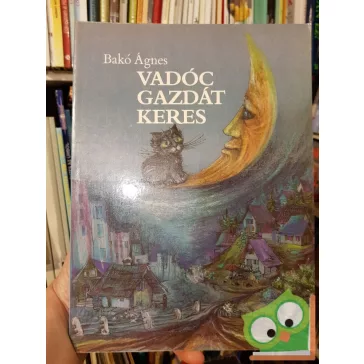 Bakó Ágnes
VADÓC
GAZDÁT
KERES